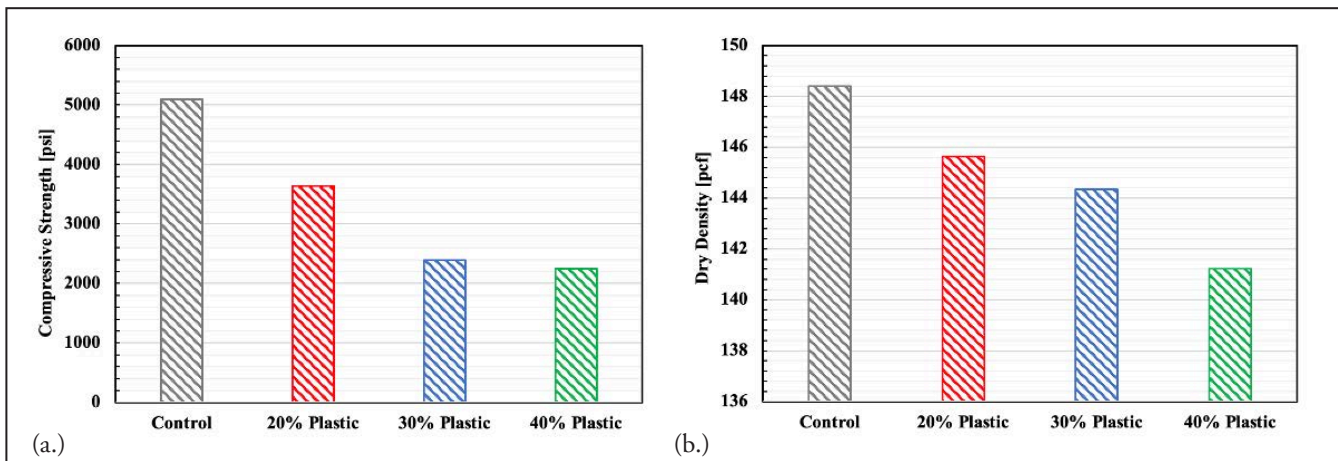 6000
5000
4000
3000
2000
1000
0
Compressive Strength [psi]
Control 20% Plastic 30% Plastic 40% Plastic
(a.)
150
148
146
144
142
140
138
136
Dry Density [pcf]
Control 20% Plastic 30% Plastic 40% Plastic
(b.)